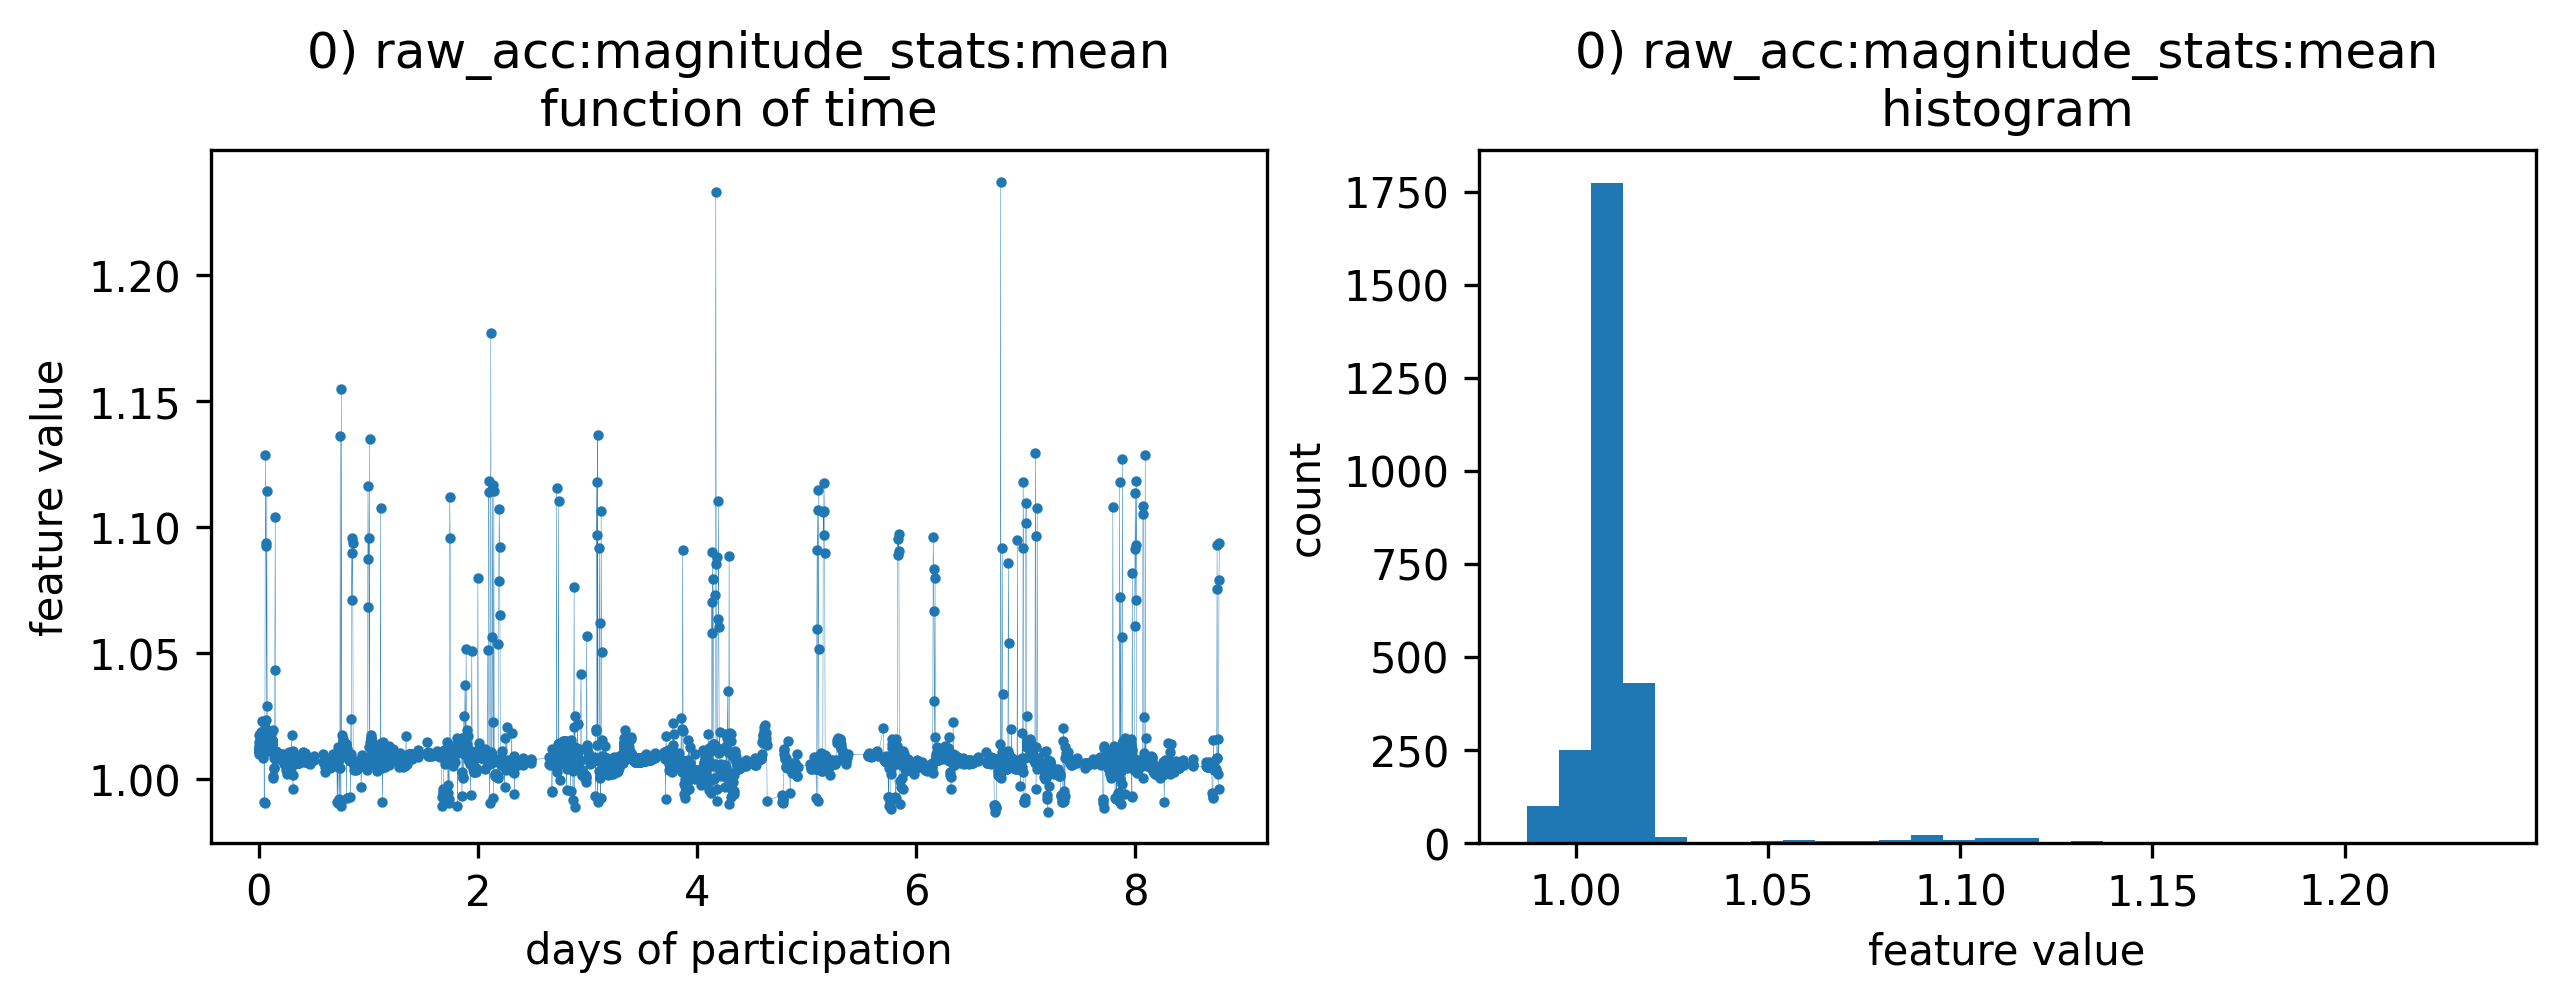 0) raw_acc:magnitude_stats:mean
function of time
feature value
1.20
1.15
1.10
1.05
1.00
0 2 4 6 8
days of participation
0) raw_acc:magnitude_stats:mean
histogram
count
1750
1500
1250
1000
750
500
250
0
1.00 1.05 1.10 1.15 1.20
feature value